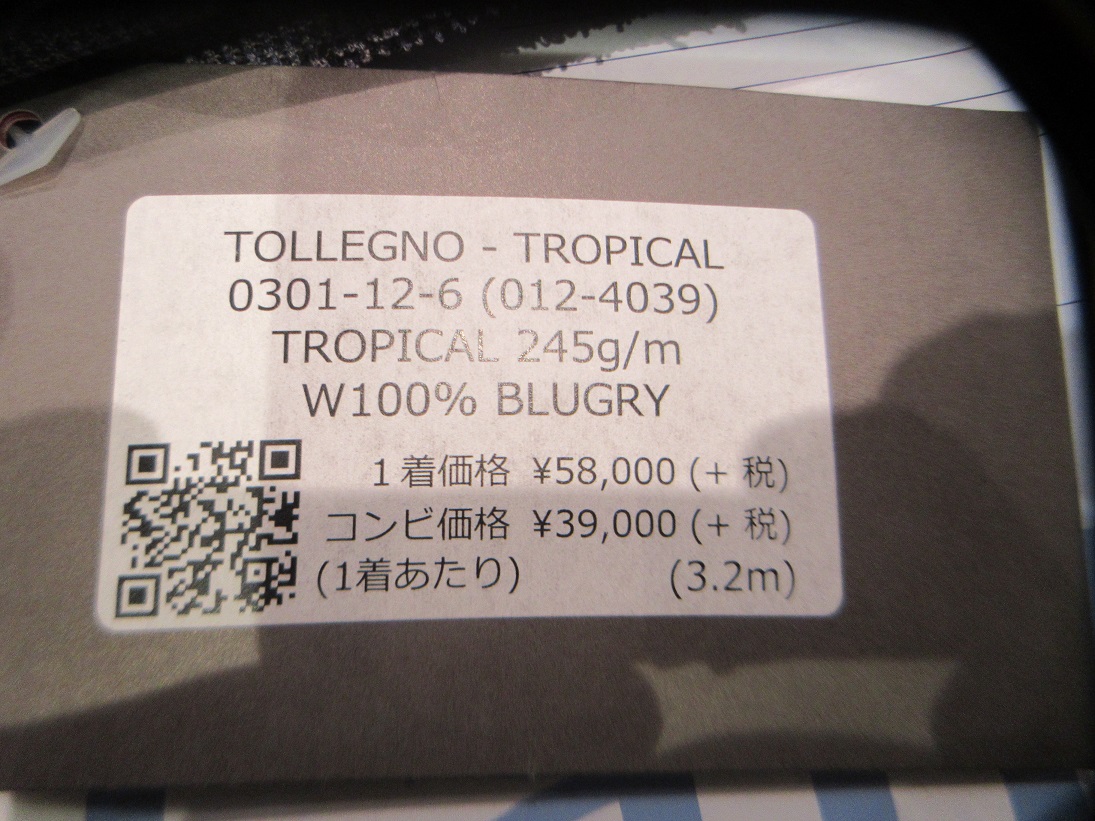 TOLLEGNO - TROPICAL
0301-12-6 (012-4039)
TROPICAL 245g/m
W100% BLUGRY
1着価格 ¥58,000 (+ 税)
コンビ価格 ¥39,000 (+ 税)
(1着あたり) (3.2m)